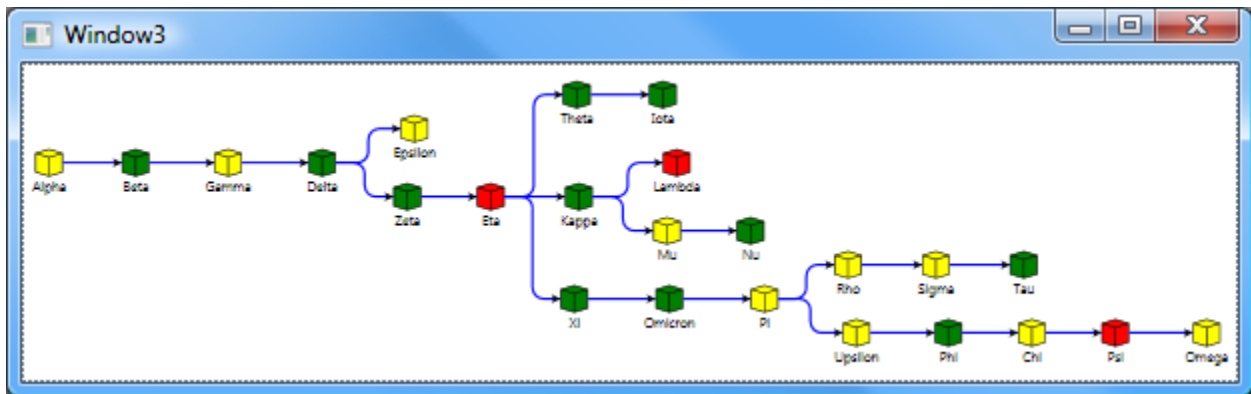 Window3
Theta
Iota
Epsilon
Alpha
Beta
Gamma
Delta
Lambda
Zeta
Eta
Kappa
Mu
Nu
Rho
Sigma
Tau
Xi
Omicron
Pi
Upsilon
Phi
Chi
Psi
Omega